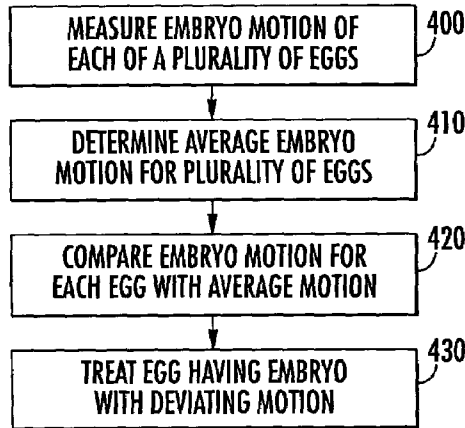 MEASURE EMBRYO MOTION OF
EACH OF A PLURALITY OF EGGS
400
DETERMINE AVERAGE EMBRYO
MOTION FOR PLURALITY OF EGGS
410
COMPARE EMBRYO MOTION FOR
EACH EGG WITH AVERAGE MOTION
420
TREAT EGG HAVING EMBRYO
WITH DEVIATING MOTION
430